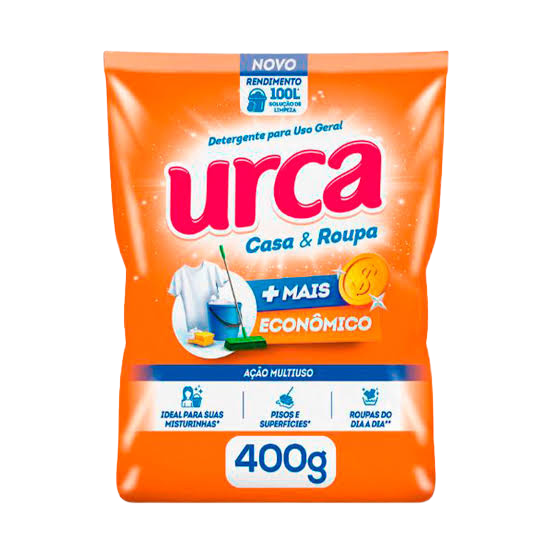 NOVO
RENDIMENTO
100L*
SOLUÇÃO DE
LIMPEZA
Detergente para Uso Geral
urca
Casa & Roupa
+ MAIS
ECONÔMICO
AÇÃO MULTIUSO
IDEAL PARA SUAS
MISTURINHAS*
PISOS E
SUPERFÍCIES*
ROUPAS DO
DIA A DIA**
400g